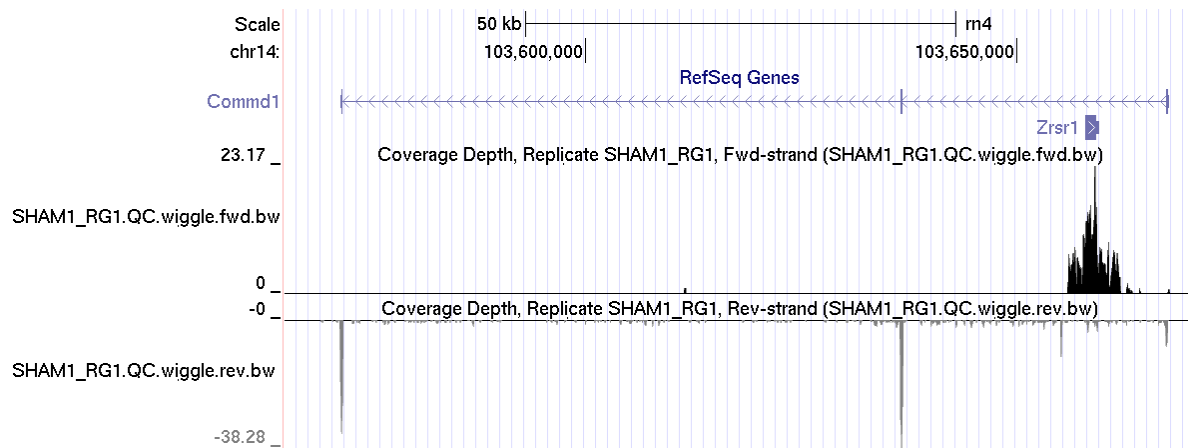 Scale 50 kb rn4
chr14: 103,600,000 103,650,000
RefSeq Genes
Commd1
Zrsr1
23.17 _ Coverage Depth, Replicate SHAM1_RG1, Fwd-strand (SHAM1_RG1.QC.wiggle.fwd.bw)
SHAM1_RG1.QC.wiggle.fwd.bw
0 _
-0 _ Coverage Depth, Replicate SHAM1_RG1, Rev-strand (SHAM1_RG1.QC.wiggle.rev.bw)
SHAM1_RG1.QC.wiggle.rev.bw
-38.28 _